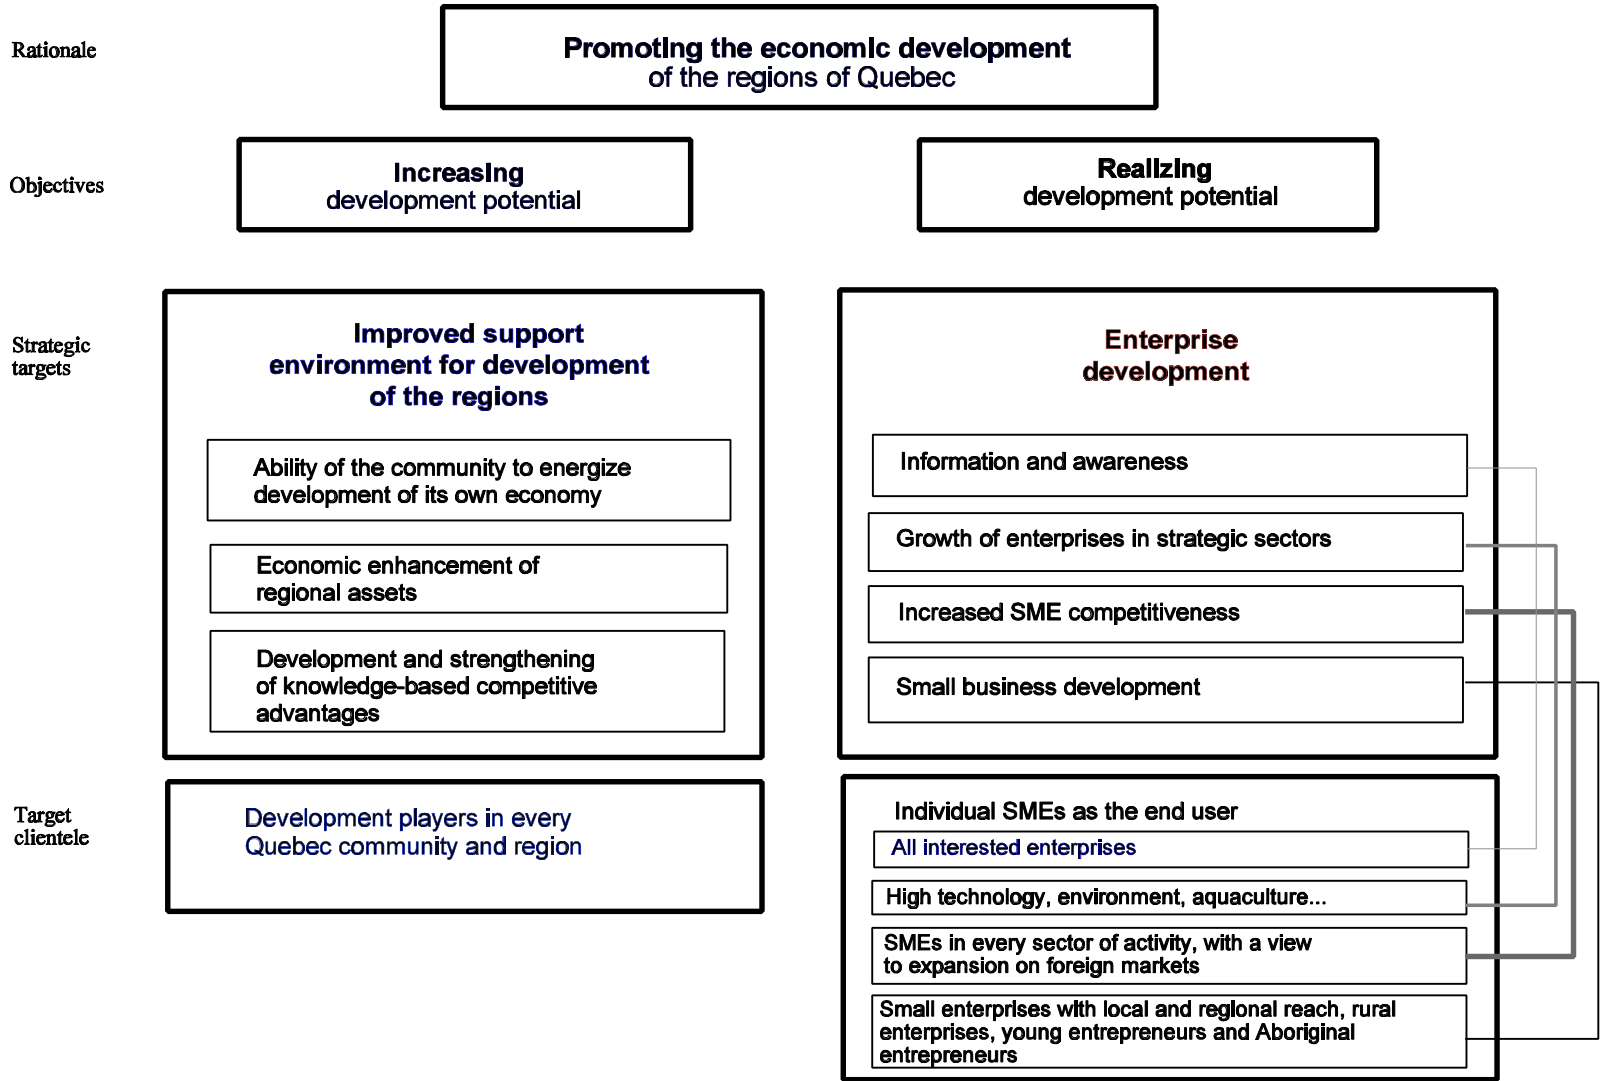 Rationale
Promoting the economic development
of the regions of Quebec
Objectives
Increasing
development potential
Realizing
development potential
Strategic
targets
Improved support
environment for development
of the regions
Ability of the community to energize
development of its own economy
Economic enhancement of
regional assets
Development and strengthening
of knowledge-based competitive
advantages
Enterprise
development
Information and awareness
Growth of enterprises in strategic sectors
Increased SME competitiveness
Small business development
Target
clientele
Development players in every
Quebec community and region
Individual SMEs as the end user
All interested enterprises
High technology, environment, aquaculture...
SMEs in every sector of activity, with a view
to expansion on foreign markets
Small enterprises with local and regional reach, rural
enterprises, young entrepreneurs and Aboriginal
entrepreneurs